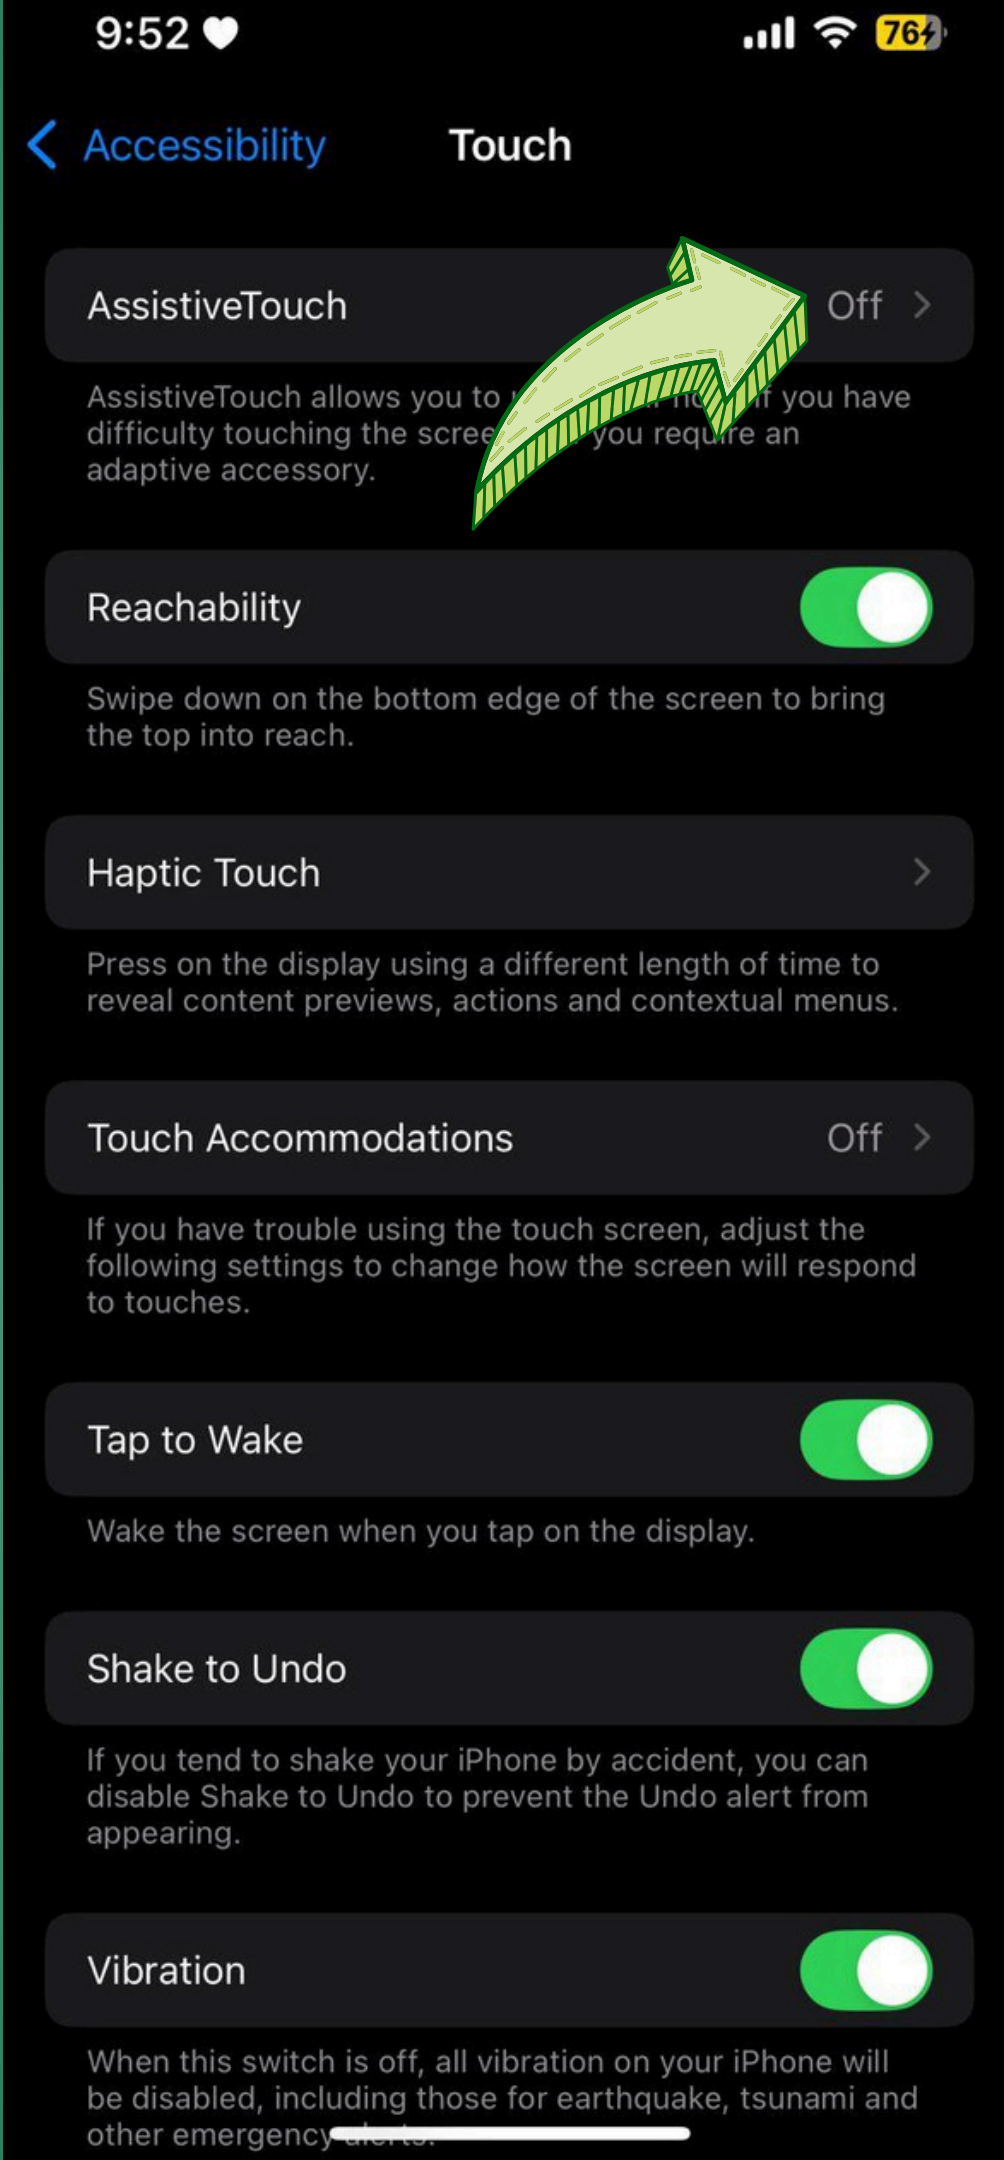 9:52
76
Accessibility
Touch
AssistiveTouch
Off
AssistiveTouch allows you to if you have
difficulty touching the you require an
adaptive accessory.
Reachability
Swipe down on the bottom edge of the screen to bring
the top into reach.
Haptic Touch
Press on the display using a different length of time to
reveal content previews, actions and contextual menus.
Touch Accommodations
Off
If you have trouble using the touch screen, adjust the
following settings to change how the screen will respond
to touches.
Tap to Wake
Wake the screen when you tap on the display.
Shake to Undo
If you tend to shake your iPhone by accident, you can
disable Shake to Undo to prevent the Undo alert from
appearing.
Vibration
When this switch is off, all vibration on your iPhone will
be disabled, including those for earthquake, tsunami and
other emergency alerts.